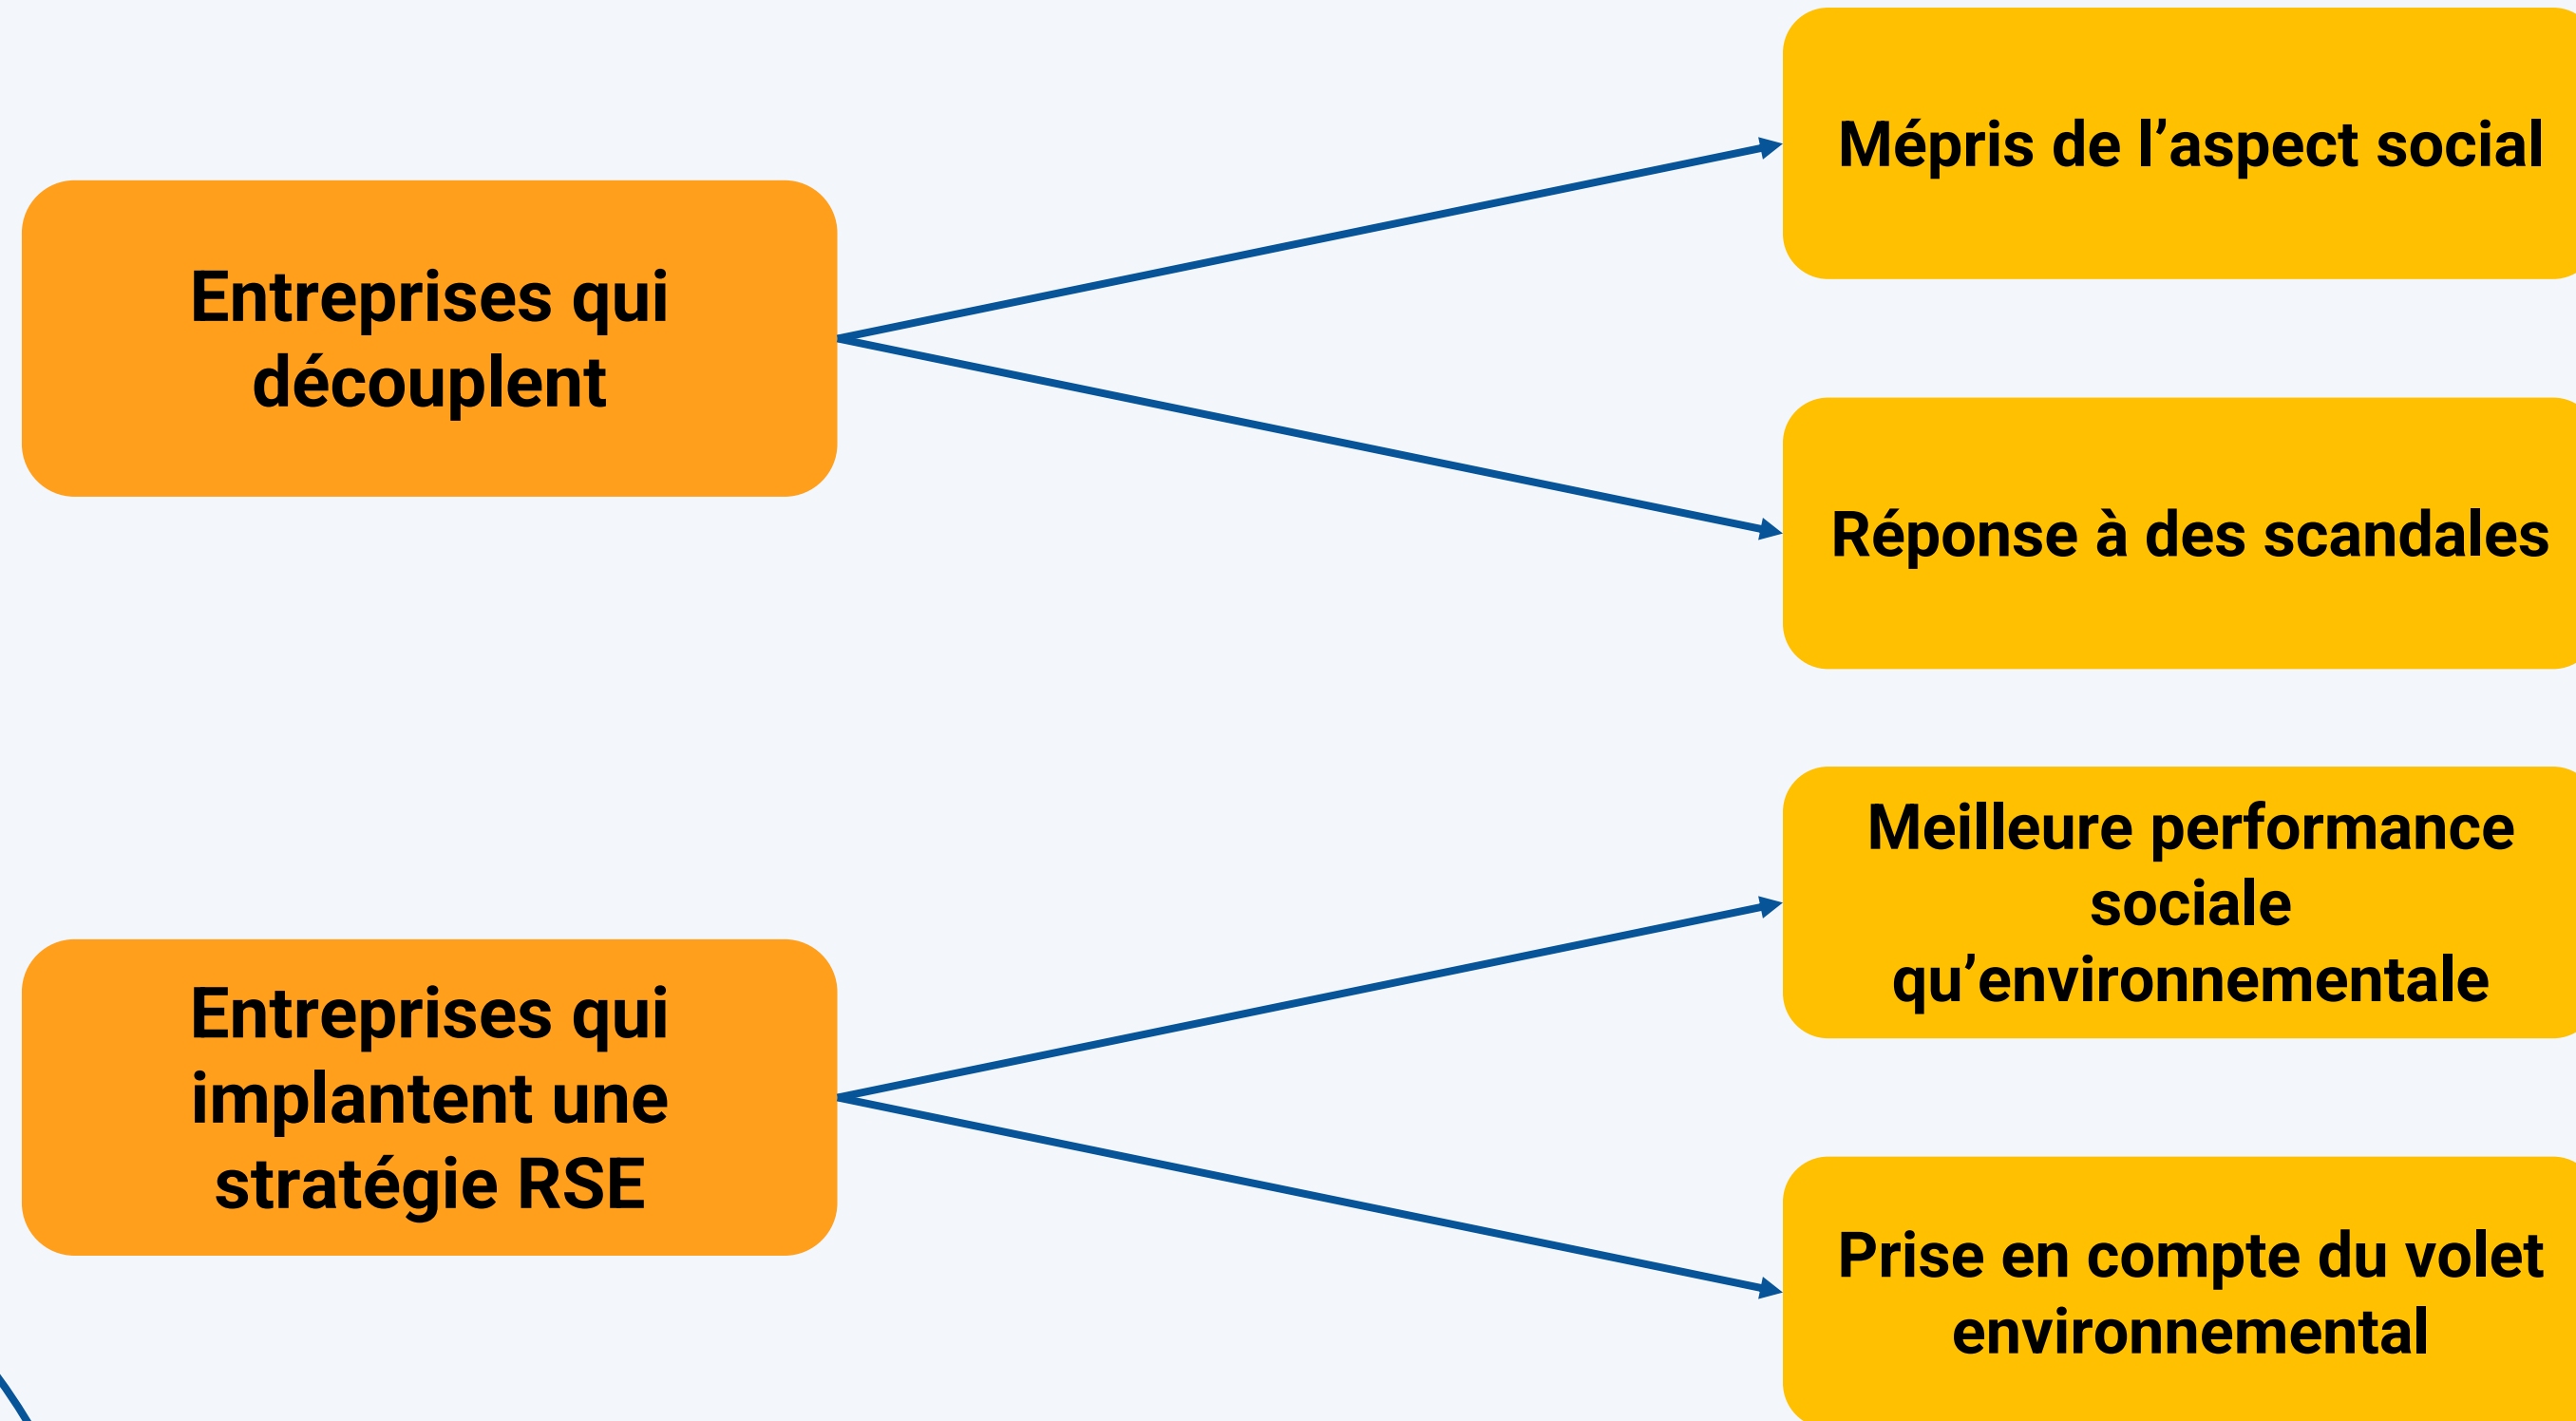 Entreprises qui
découplent
Mépris de l’aspect social
Réponse à des scandales
Entreprises qui
implantent une
stratégie RSE
Meilleure performance
sociale
qu’environnementale
Prise en compte du volet
environnemental